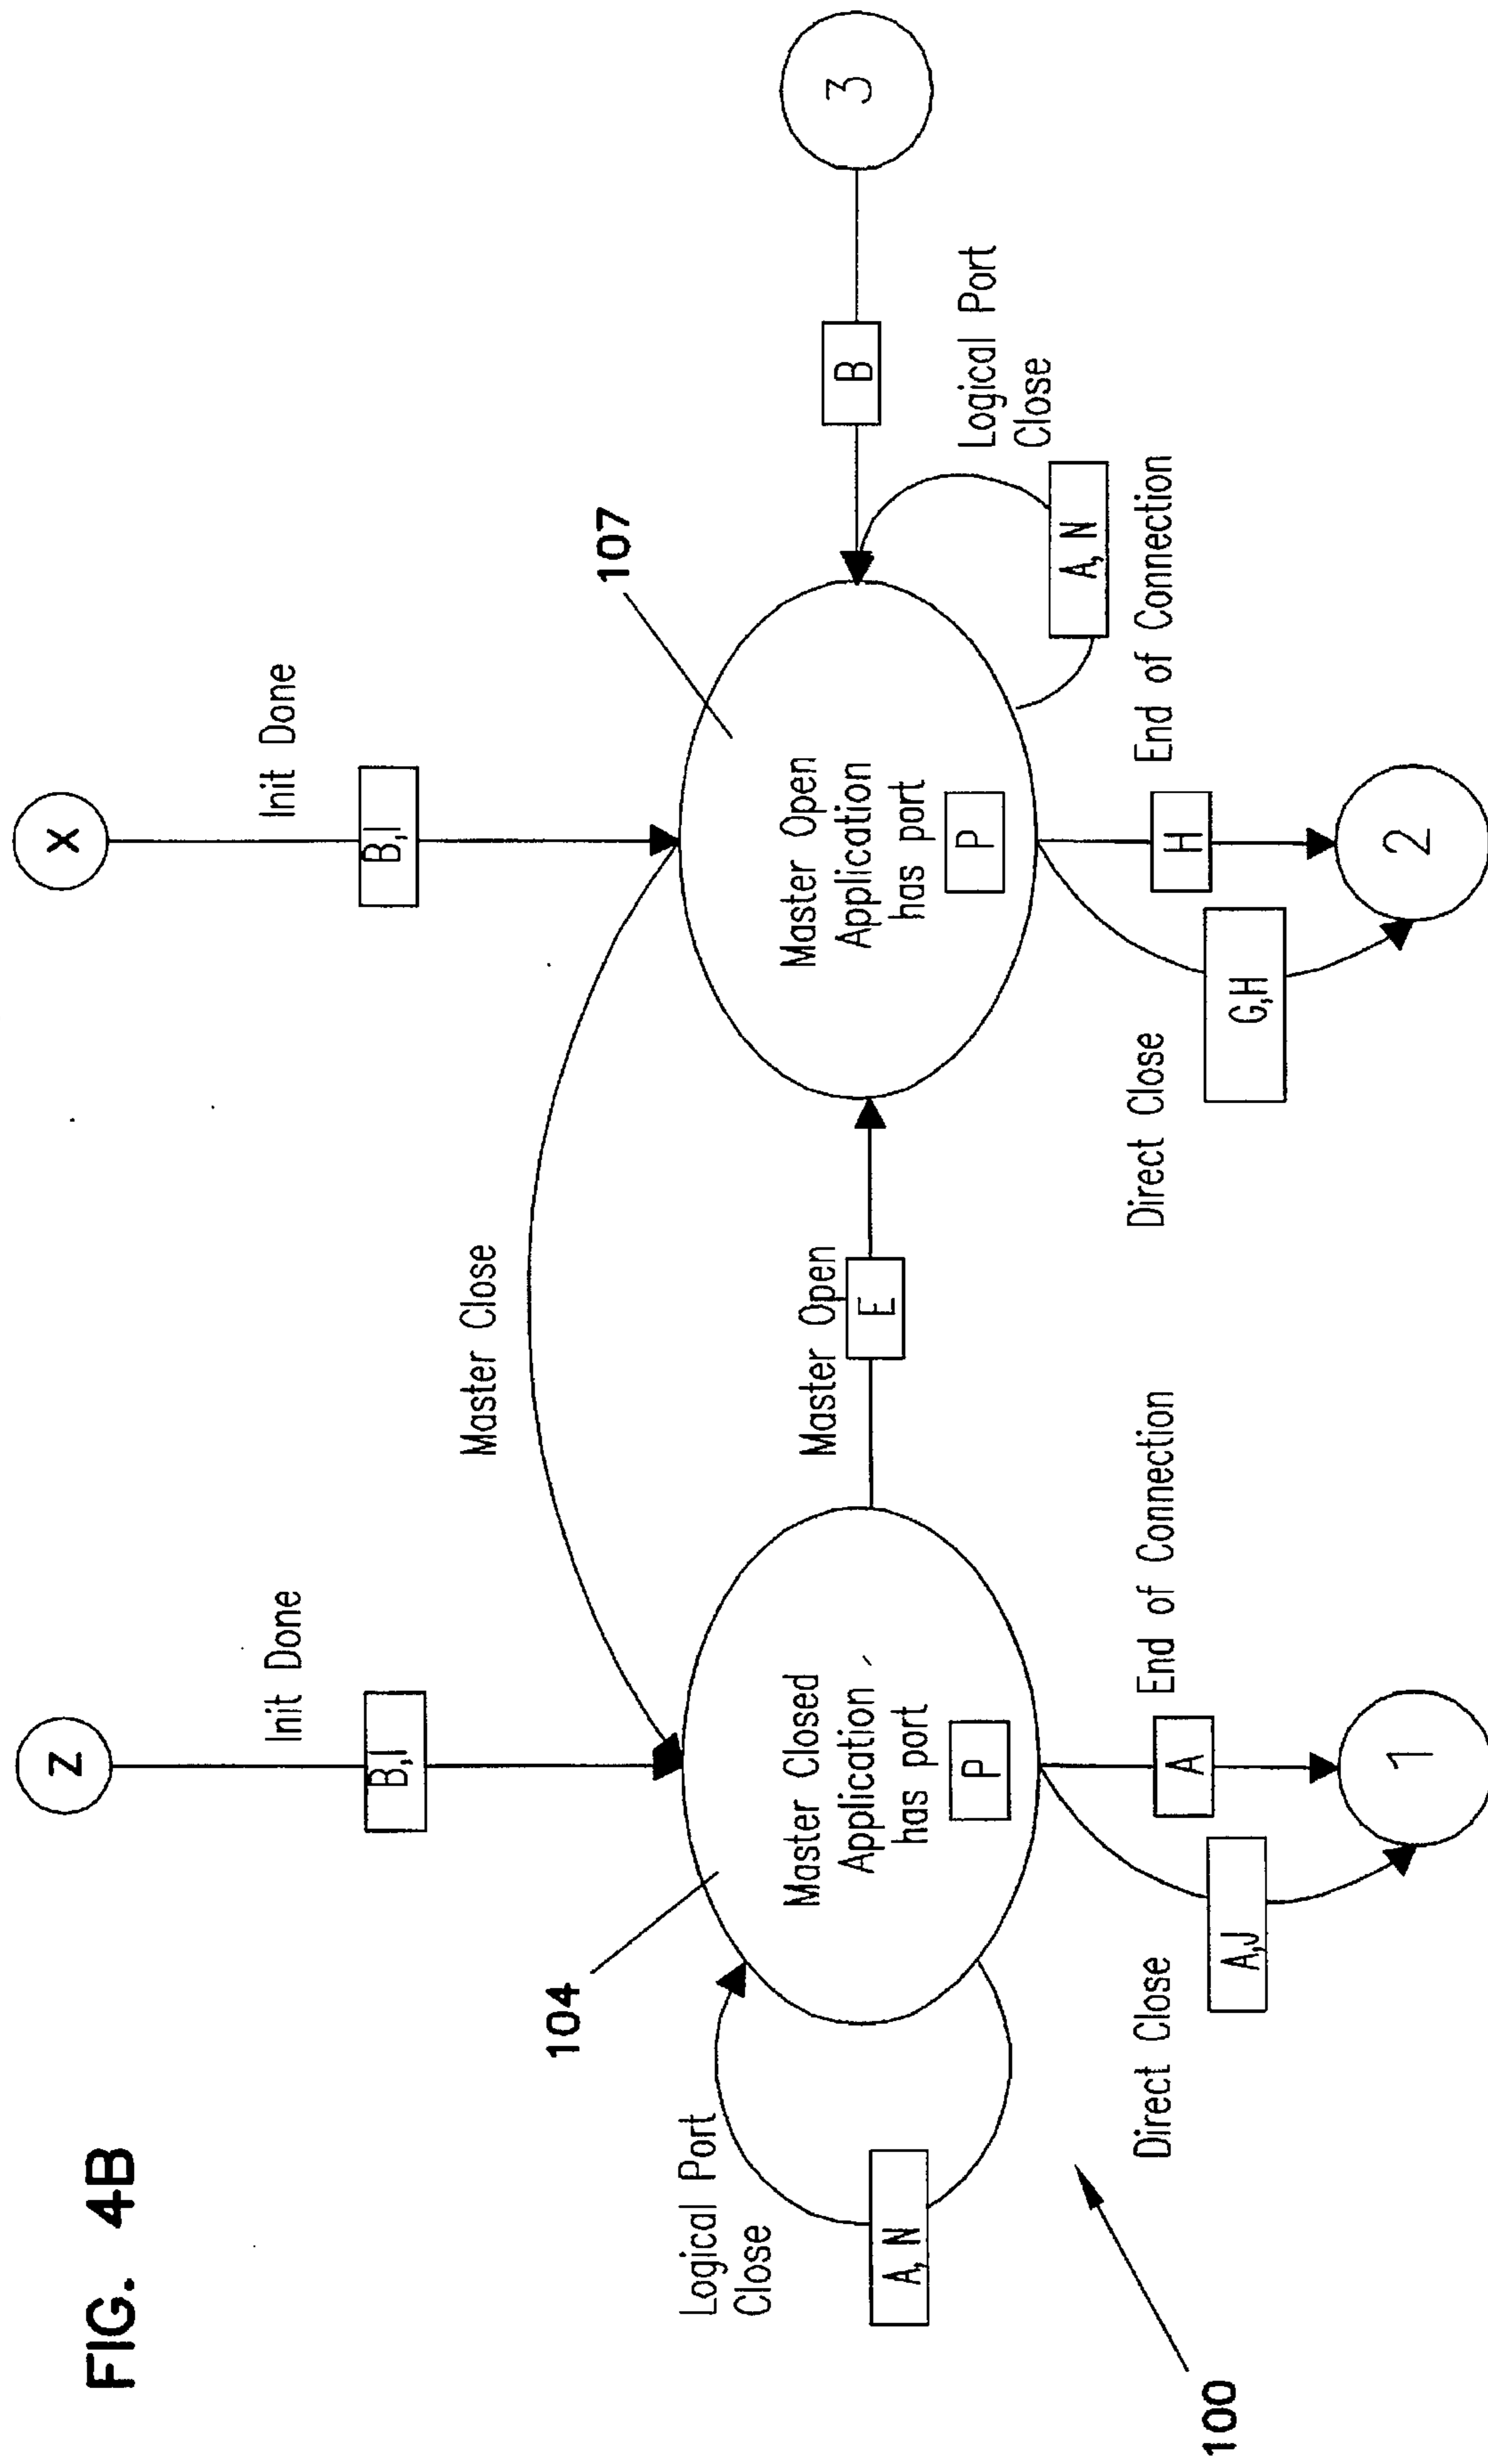 FIG. 4B
Z
Init Done
B,I
X
Init Done
B,I
Master Close
104
107
Logical Port
Close
A, N
Master Closed
Application
has port
P
Master Open
E
Master Open
Application
has port
P
B
3
Logical Port
Close
A, N
Direct Close
A,J
End of Connection
A
1
Direct Close
G,H
End of Connection
H
2
100